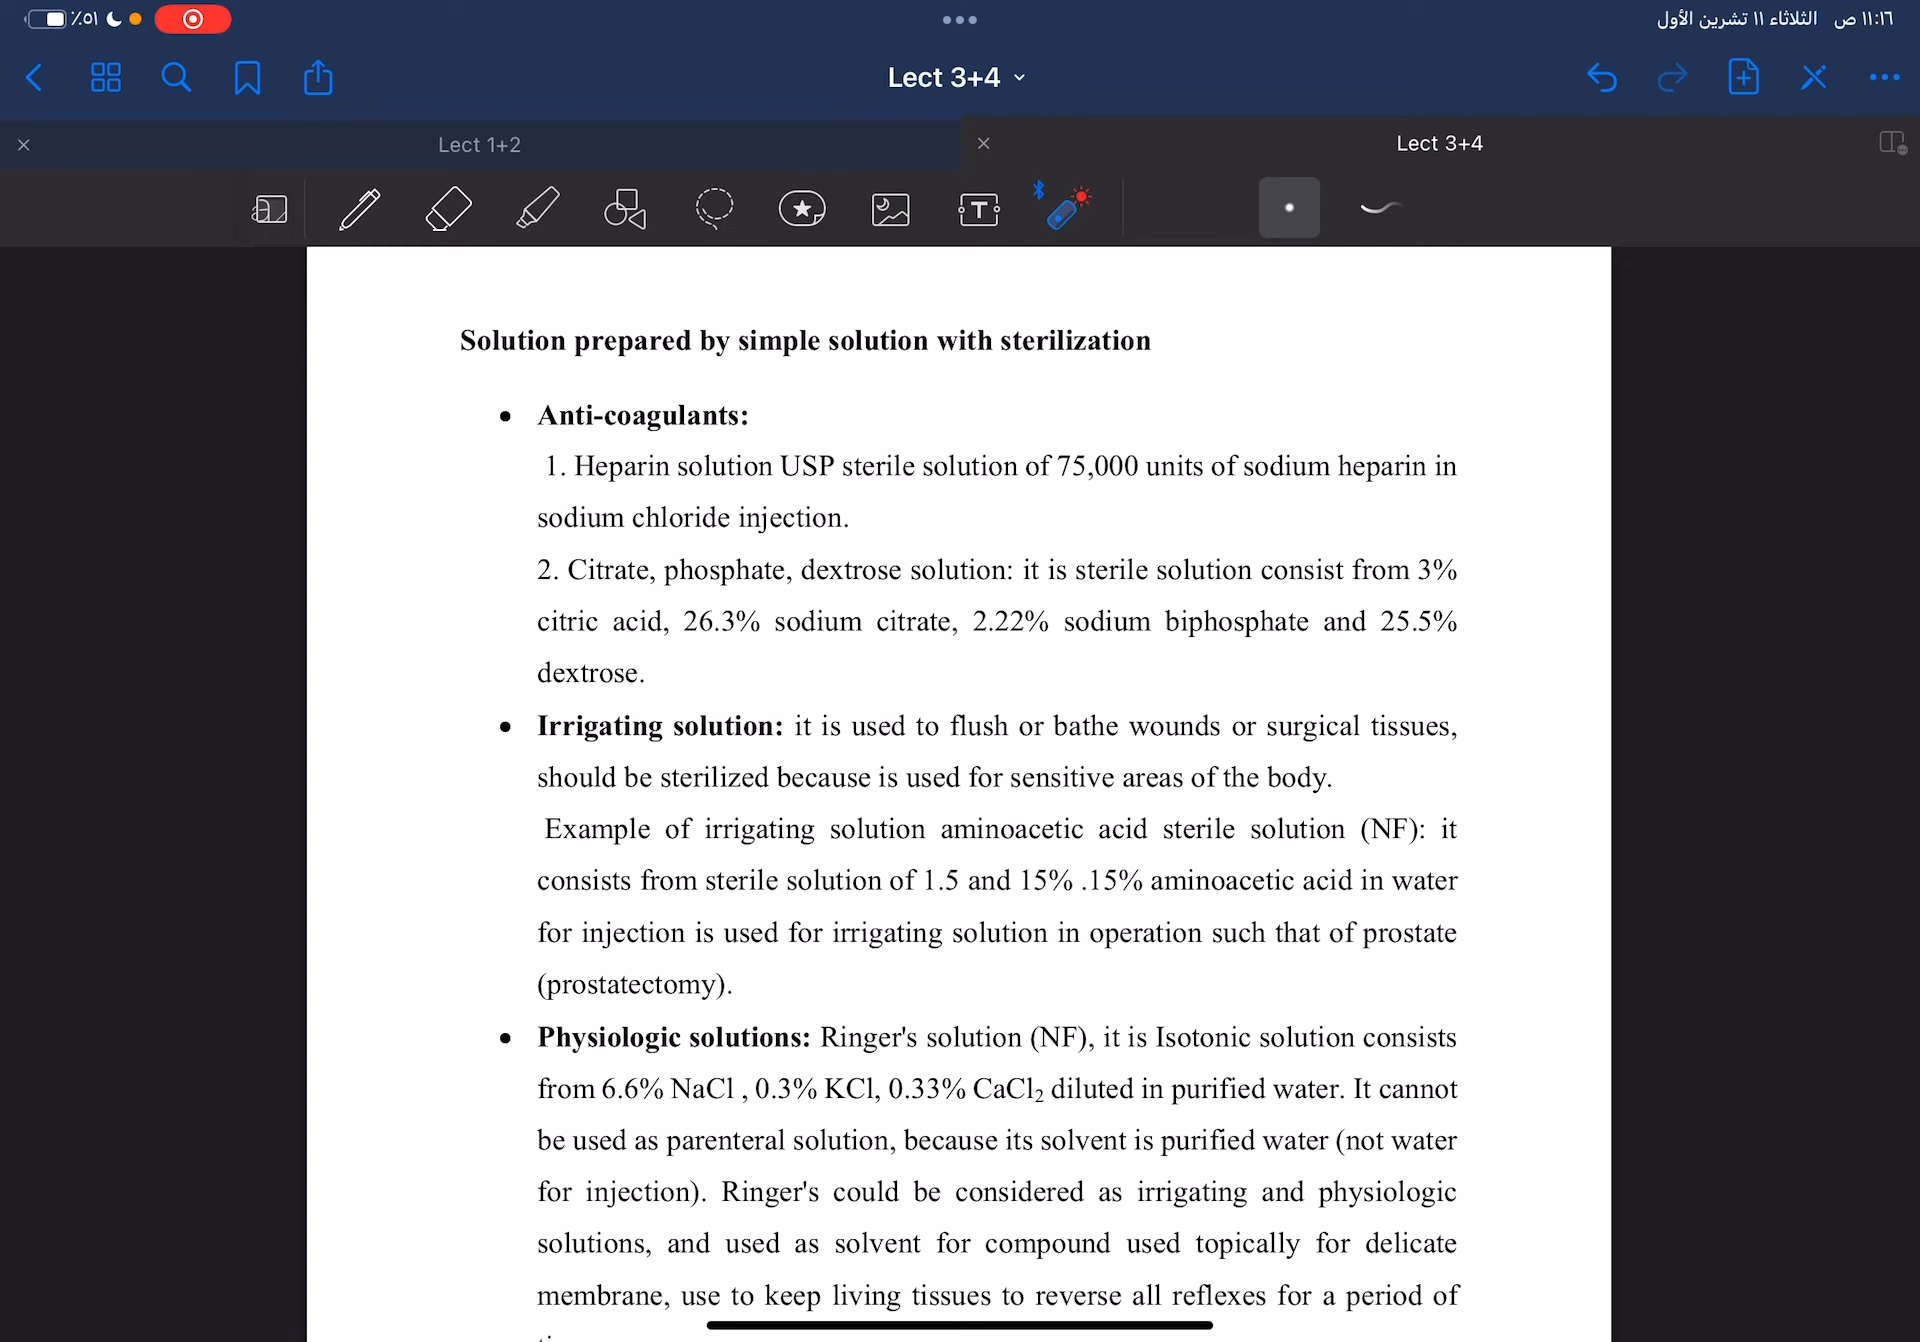 ٪٥١
الثلاثاء ١١ تشرين الأول ١١:١٦ ص
Lect 3+4
Lect 1+2
Lect 3+4
Solution prepared by simple solution with sterilization
• Anti-coagulants:
1. Heparin solution USP sterile solution of 75,000 units of sodium heparin in
sodium chloride injection.
2. Citrate, phosphate, dextrose solution: it is sterile solution consist from 3%
citric acid, 26.3% sodium citrate, 2.22% sodium biphosphate and 25.5%
dextrose.
• Irrigating solution: it is used to flush or bathe wounds or surgical tissues,
should be sterilized because is used for sensitive areas of the body.
Example of irrigating solution aminoacetic acid sterile solution (NF): it
consists from sterile solution of 1.5 and 15% .15% aminoacetic acid in water
for injection is used for irrigating solution in operation such that of prostate
(prostatectomy).
• Physiologic solutions: Ringer's solution (NF), it is Isotonic solution consists
from 6.6% NaCl , 0.3% KCl, 0.33% CaCl₂ diluted in purified water. It cannot
be used as parenteral solution, because its solvent is purified water (not water
for injection). Ringer's could be considered as irrigating and physiologic
solutions, and used as solvent for compound used topically for delicate
membrane, use to keep living tissues to reverse all reflexes for a period of